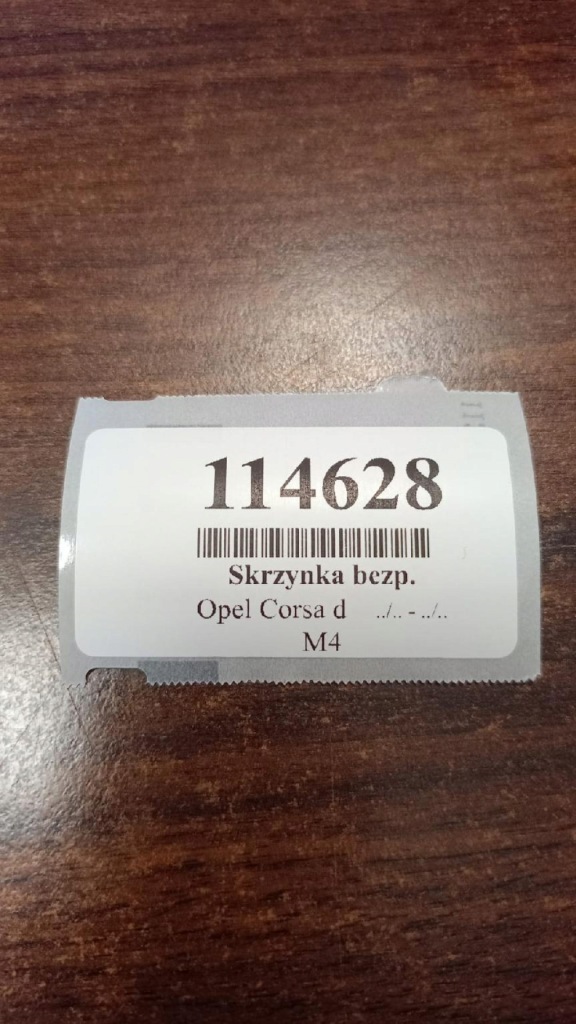 114628
Skrzynka bezp.
Opel Corsa d ../.. - ../..
M4